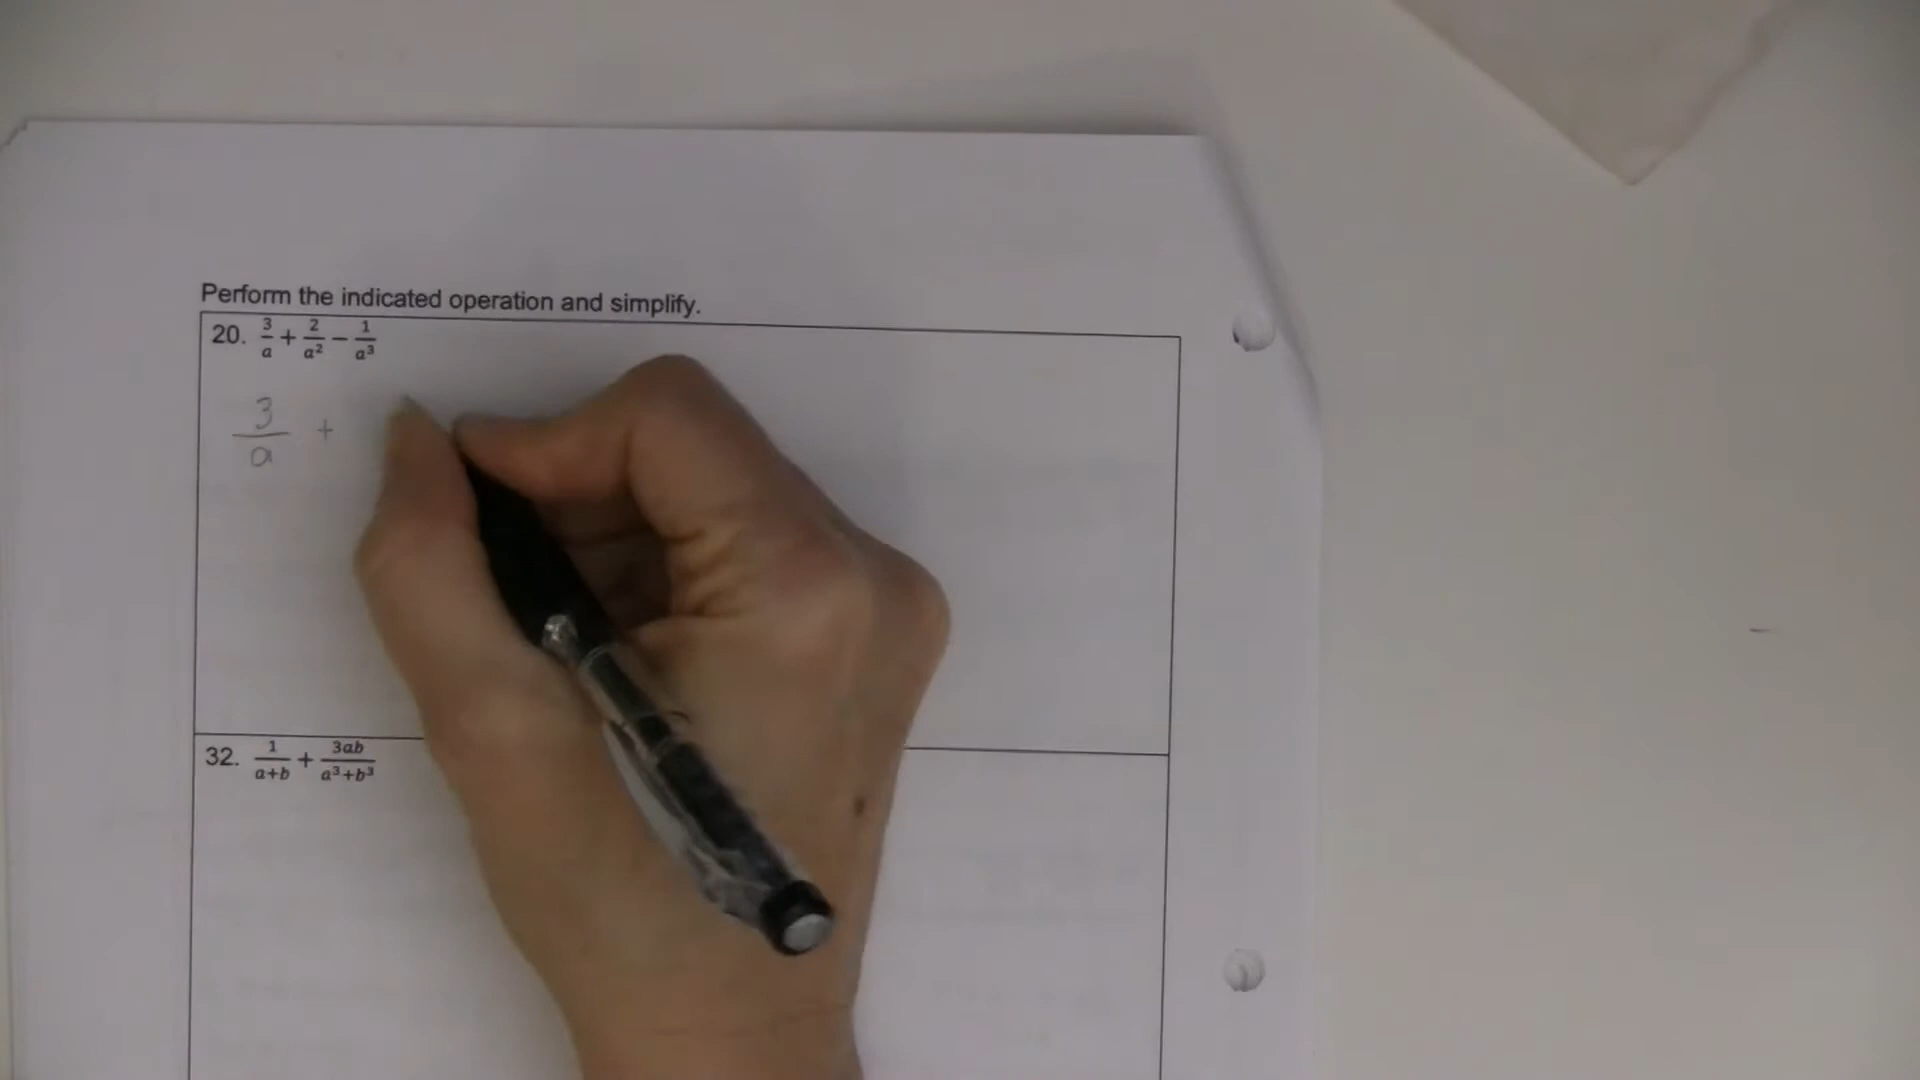 Perform the indicated operation and simplify.
20. 3/a + 2/a² − 1/a³
3/a +
32. 1/a+b + 3ab/a³+b³